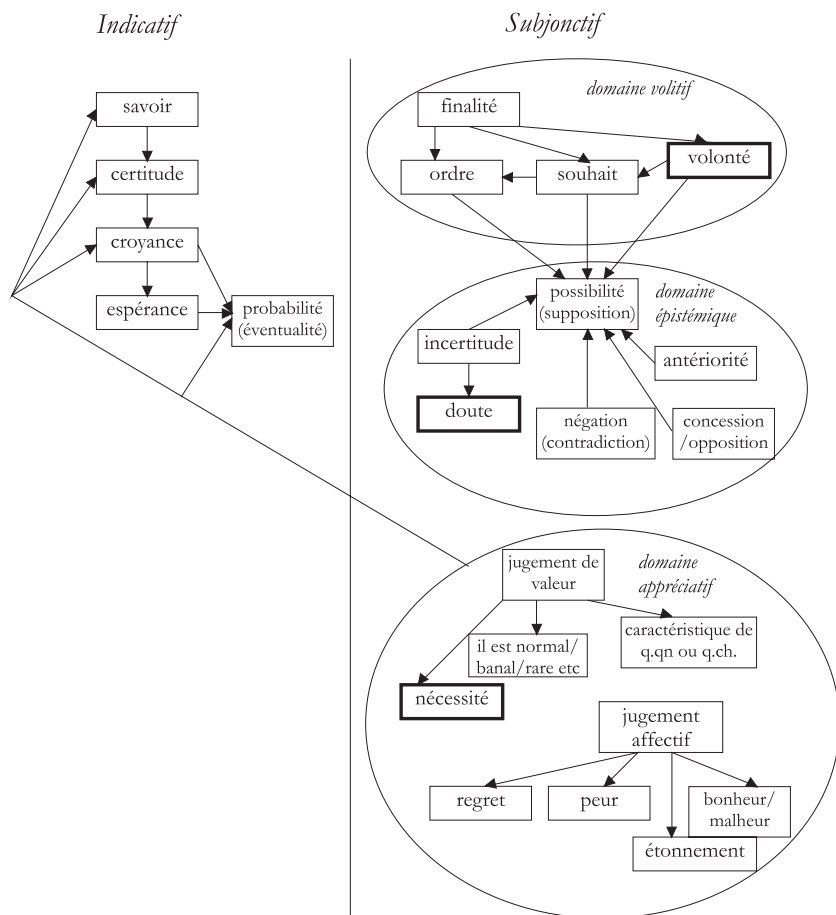 Indicatif
Subjonctif
domaine volitif
savoir
finalité
certitude
ordre
souhait
volonté
croyance
espérance
probabilité
(éventualité)
possibilité
(supposition)
domaine
épistémique
incertitude
antériorité
doute
négation
(contradiction)
concession
/opposition
jugement de
valeur
domaine
appréciatif
il est normal/
banal/rare etc
caractéristique de
q.qn ou q.ch.
nécessité
jugement
affectif
regret
peur
bonheur/
malheur
étonnement